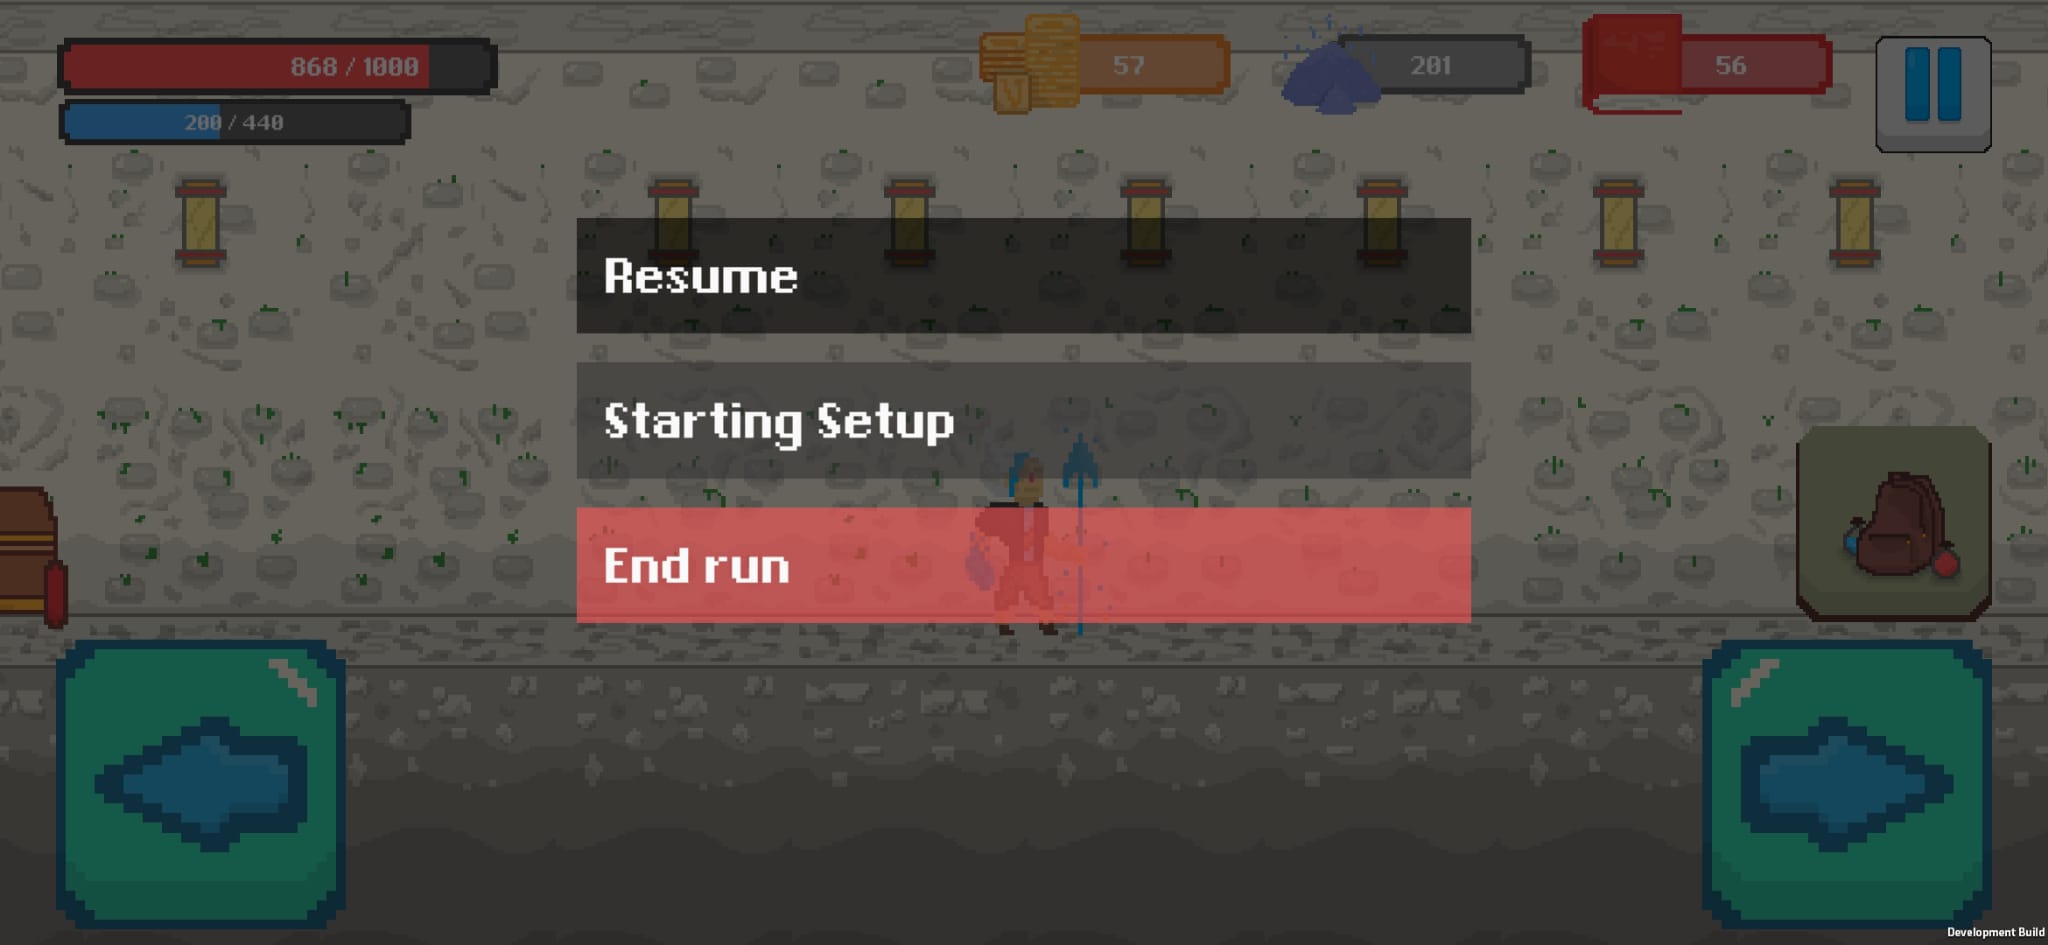 868 / 1000
57
201
56
200 / 440
Resume
Starting Setup
End run
Development Build